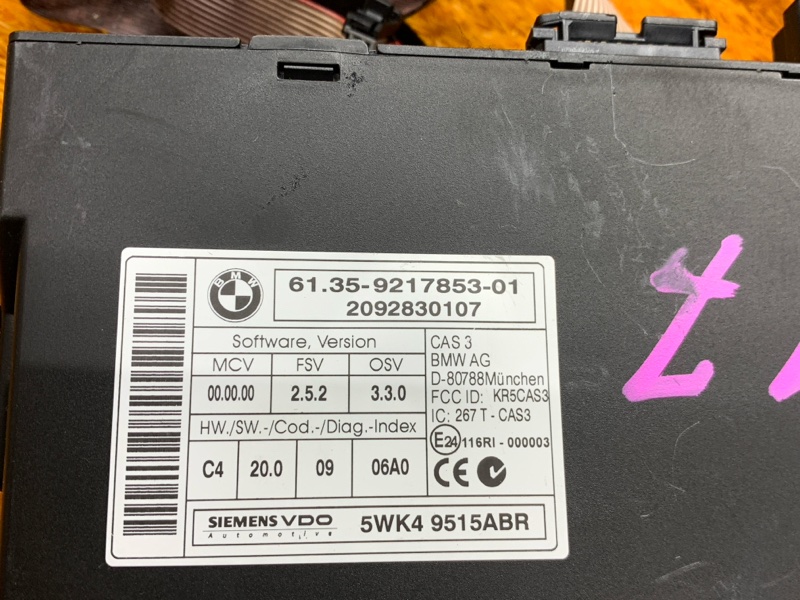 BMW
61.35-9217853-01
2092830107
Software, Version
MCV FSV OSV
00.00.00 2.5.2 3.3.0
HW./SW.-/Cod.-/Diag.-Index
C4 20.0 09 06A0
CAS 3
BMW AG
D-80788München
FCC ID: KR5CAS3
IC: 267 T - CAS3
E24 116RI - 000003
CE
SIEMENS VDO
Automotive
5WK4 9515ABR
17